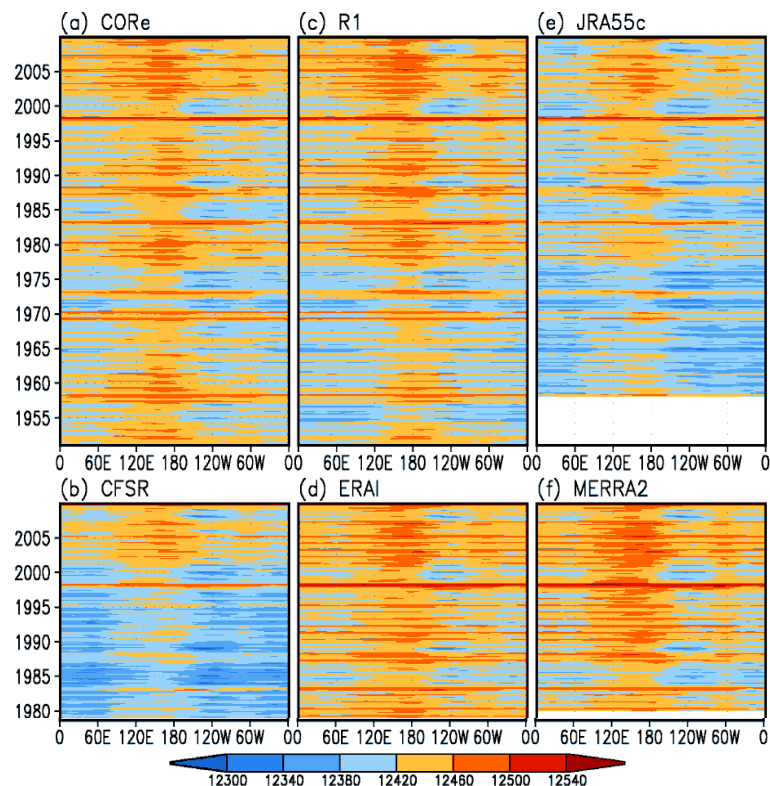 (a) CORe
(c) R1
(e) JRA55c
2005
2000
1995
1990
1985
1980
1975
1970
1965
1960
1955
0 60E 120E 180 120W 60W 0
0 60E 120E 180 120W 60W 0
0 60E 120E 180 120W 60W 0
(b) CFSR
(d) ERAI
(f) MERRA2
2005
2000
1995
1990
1985
1980
0 60E 120E 180 120W 60W 0
0 60E 120E 180 120W 60W 0
0 60E 120E 180 120W 60W 0
12300 12340 12380 12420 12460 12500 12540